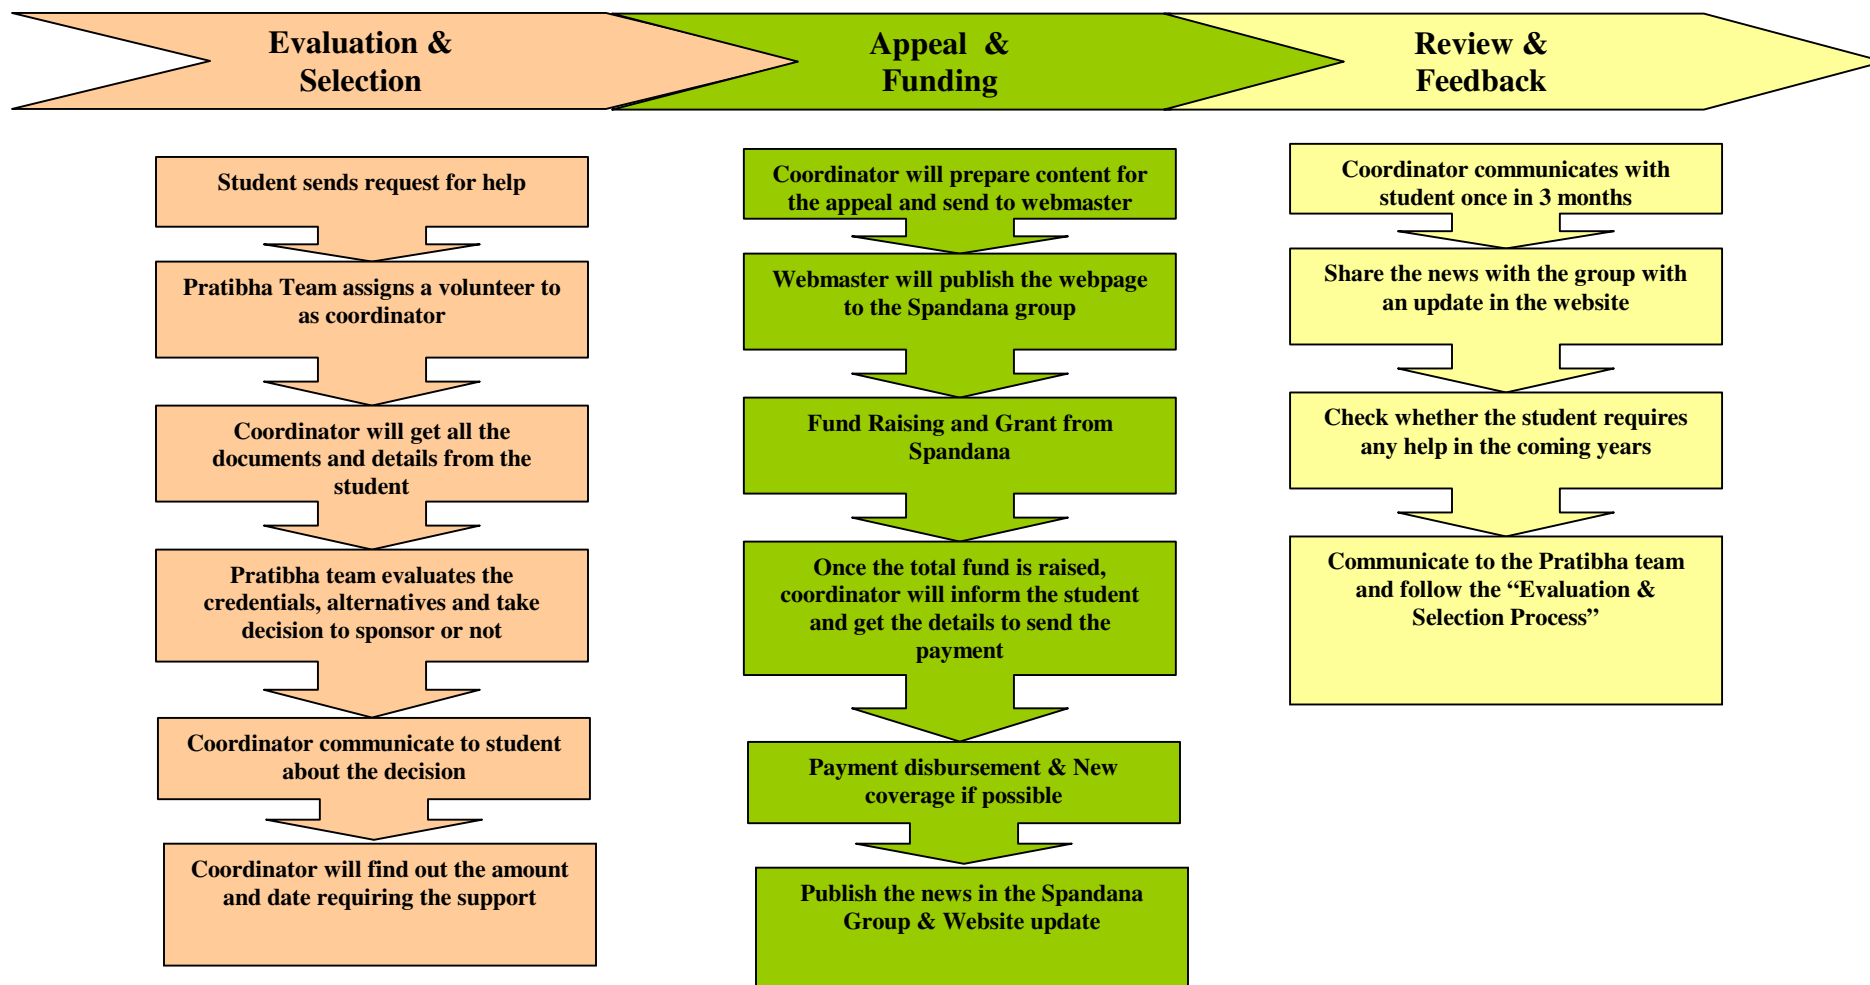 Evaluation &
Selection
Appeal & 
Funding
Review &
Feedback
Student sends request for help
Pratibha Team assigns a volunteer to
as coordinator
Coordinator will get all the
documents and details from the
student
Pratibha team evaluates the
credentials, alternatives and take
decision to sponsor or not
Coordinator communicate to student
about the decision
Coordinator will find out the amount
and date requiring the support
Coordinator will prepare content for
the appeal and send to webmaster
Webmaster will publish the webpage
to the Spandana group
Fund Raising and Grant from
Spandana
Once the total fund is raised,
coordinator will inform the student
and get the details to send the
payment
Payment disbursement & New
coverage if possible
Publish the news in the Spandana
Group & Website update
Coordinator communicates with
student once in 3 months
Share the news with the group with
an update in the website
Check whether the student requires
any help in the coming years
Communicate to the Pratibha team
and follow the “Evaluation &
Selection Process”